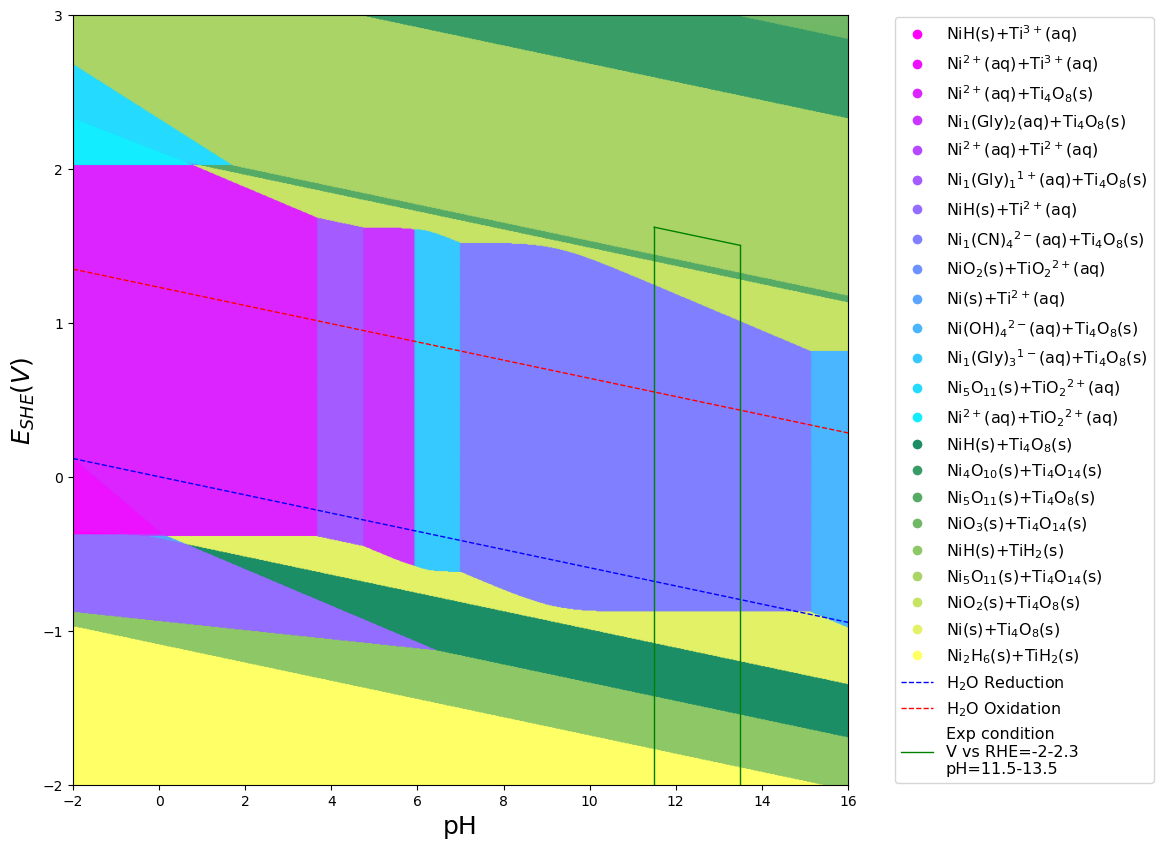 3
2
1
0
−1
−2
E_SHE(V)
−2 0 2 4 6 8 10 12 14 16
pH
NiH(s)+Ti³⁺(aq)
Ni²⁺(aq)+Ti³⁺(aq)
Ni²⁺(aq)+Ti₄O₈(s)
Ni₁(Gly)₂(aq)+Ti₄O₈(s)
Ni²⁺(aq)+Ti²⁺(aq)
Ni₁(Gly)₁¹⁺(aq)+Ti₄O₈(s)
NiH(s)+Ti²⁺(aq)
Ni₁(CN)₄²⁻(aq)+Ti₄O₈(s)
NiO₂(s)+TiO₂²⁺(aq)
Ni(s)+Ti²⁺(aq)
Ni(OH)₄²⁻(aq)+Ti₄O₈(s)
Ni₁(Gly)₃¹⁻(aq)+Ti₄O₈(s)
Ni₅O₁₁(s)+TiO₂²⁺(aq)
Ni²⁺(aq)+TiO₂²⁺(aq)
NiH(s)+Ti₄O₈(s)
Ni₄O₁₀(s)+Ti₄O₁₄(s)
Ni₅O₁₁(s)+Ti₄O₈(s)
NiO₃(s)+Ti₄O₁₄(s)
NiH(s)+TiH₂(s)
Ni₅O₁₁(s)+Ti₄O₁₄(s)
NiO₂(s)+Ti₄O₈(s)
Ni(s)+Ti₄O₈(s)
Ni₂H₆(s)+TiH₂(s)
H₂O Reduction
H₂O Oxidation
Exp condition
V vs RHE=-2-2.3
pH=11.5-13.5